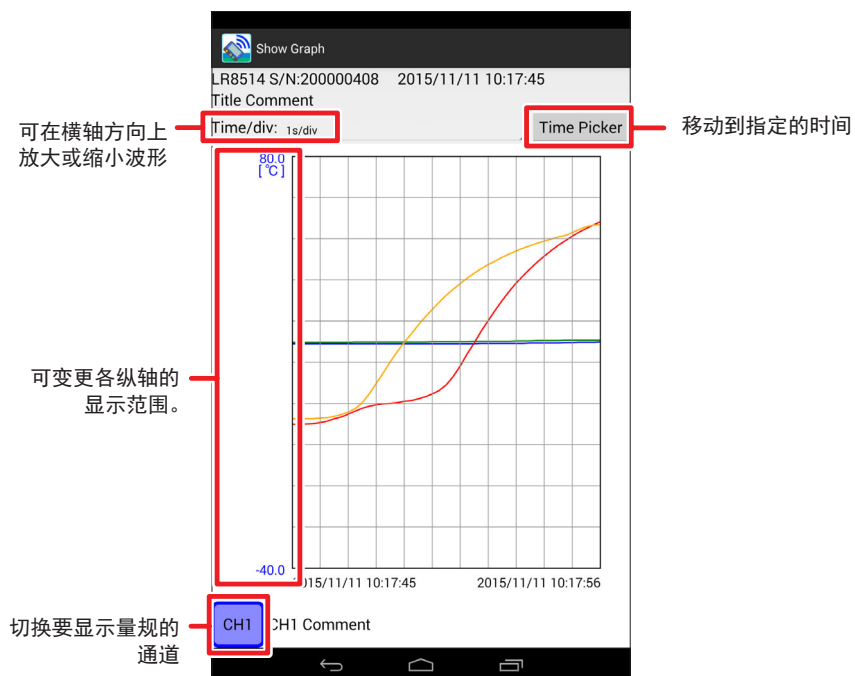 Show Graph
LR8514 S/N:200000408 2015/11/11 10:17:45
Title Comment
可在横轴方向上
放大或缩小波形
Time/div: 1s/div
Time Picker
移动到指定的时间
80.0
[℃]
可变更各纵轴的
显示范围。
-40.0
2015/11/11 10:17:45 2015/11/11 10:17:56
切换要显示量规的
通道
CH1
CH1 Comment